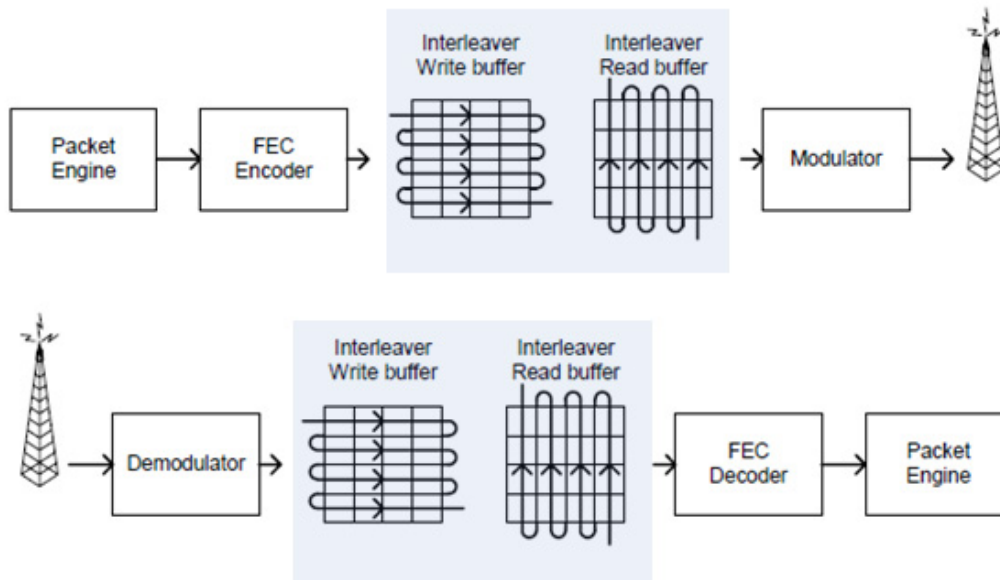 Interleaver
Write buffer
Interleaver
Read buffer
Packet
Engine
FEC
Encoder
Modulator
Interleaver
Write buffer
Interleaver
Read buffer
Demodulator
FEC
Decoder
Packet
Engine